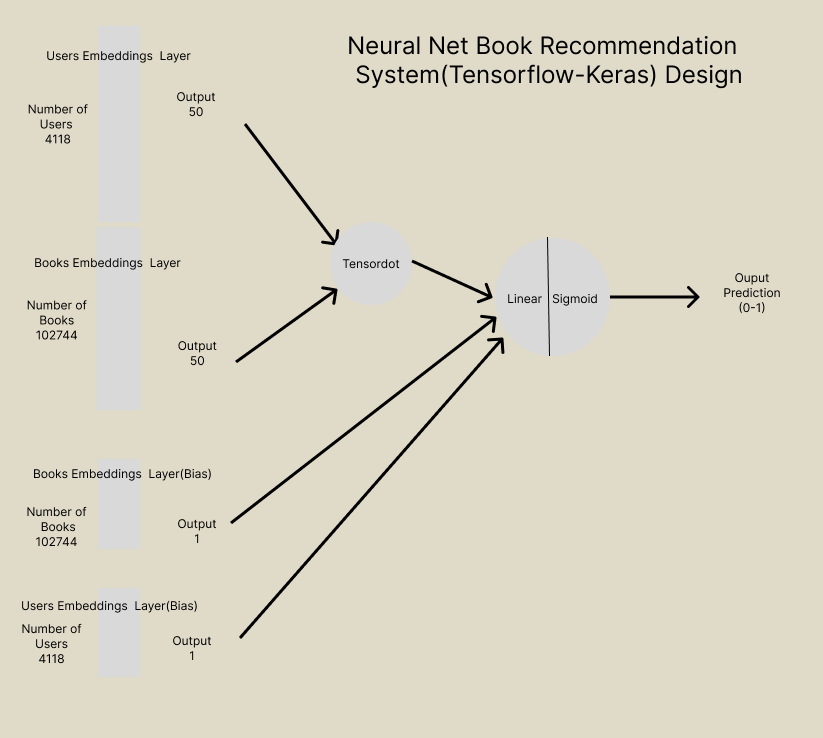 Neural Net Book Recommendation
System(Tensorflow-Keras) Design
Users Embeddings Layer
Number of
Users
4118
Output
50
Books Embeddings Layer
Number of
Books
102744
Output
50
Tensordot
Linear
Sigmoid
Ouput
Prediction
(0-1)
Books Embeddings Layer(Bias)
Number of
Books
102744
Output
1
Users Embeddings Layer(Bias)
Number of
Users
4118
Output
1